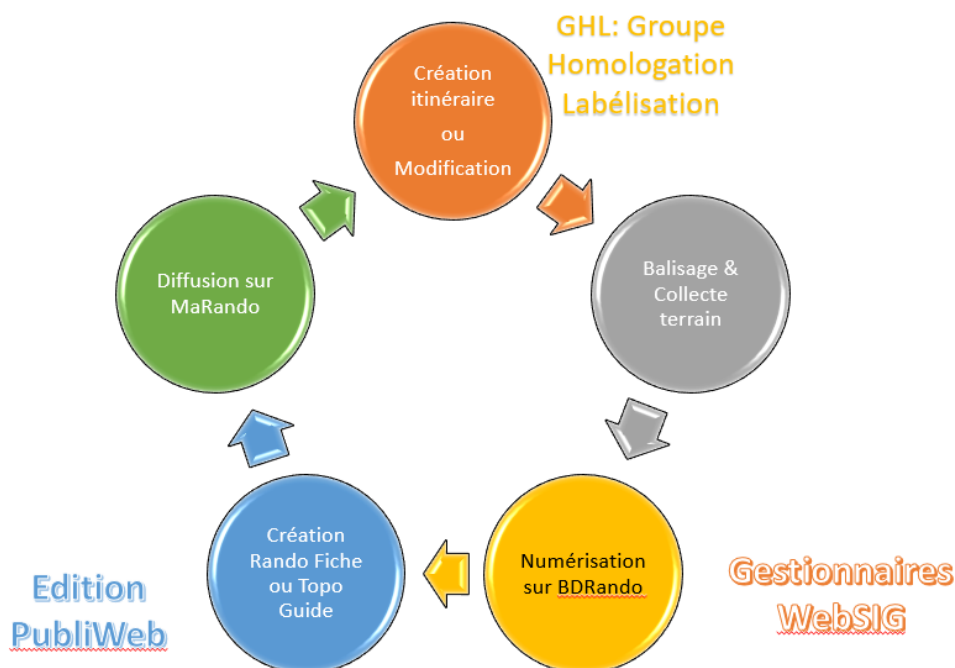 GHL: Groupe
Homologation
Labélisation
Création
itinéraire
ou
Modification
Balisage &
Collecte
terrain
Numérisation
sur BDRando
Gestionnaires
WebSIG
Création
Rando Fiche
ou Topo
Guide
Edition
PubliWeb
Diffusion sur
MaRando